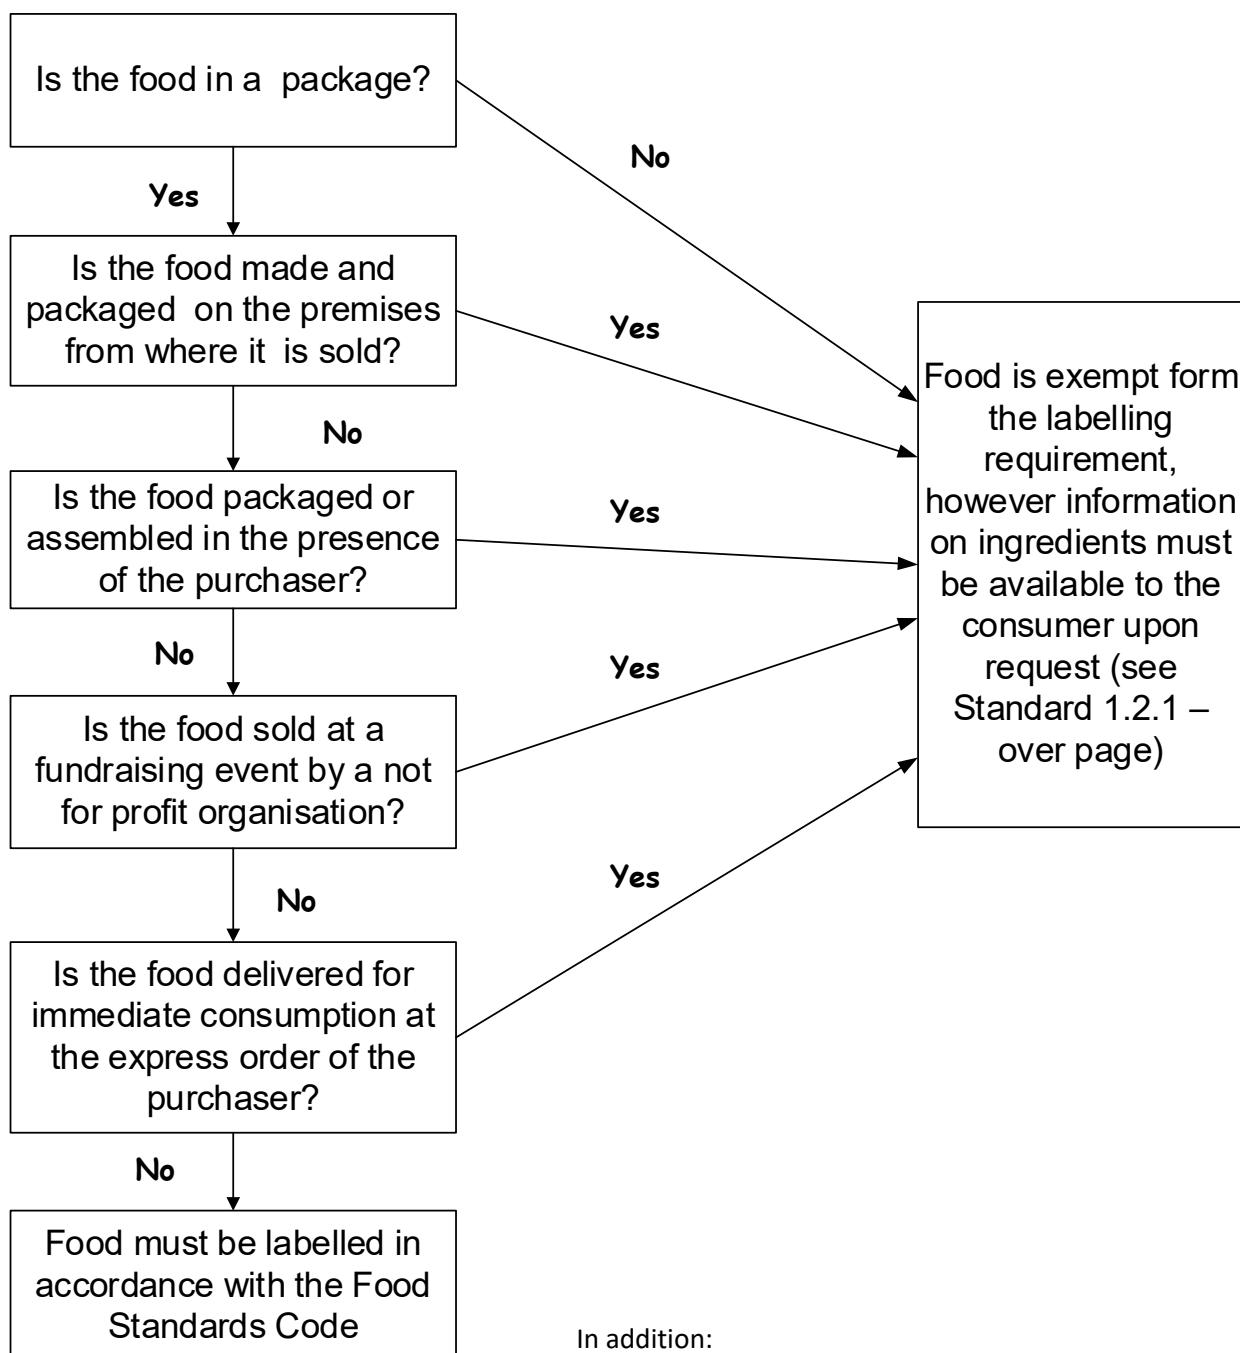 Is the food in a package?
No
Yes
Is the food made and
packaged on the premises
from where it is sold?
Yes
No
Is the food packaged or
assembled in the presence
of the purchaser?
Yes
No
Is the food sold at a
fundraising event by a not
for profit organisation?
Yes
No
Is the food delivered for
immediate consumption at
the express order of the
purchaser?
Yes
No
Food must be labelled in
accordance with the Food
Standards Code
Food is exempt form
the labelling
requirement,
however information
on ingredients must
be available to the
consumer upon
request (see
Standard 1.2.1 –
over page)
In addition: